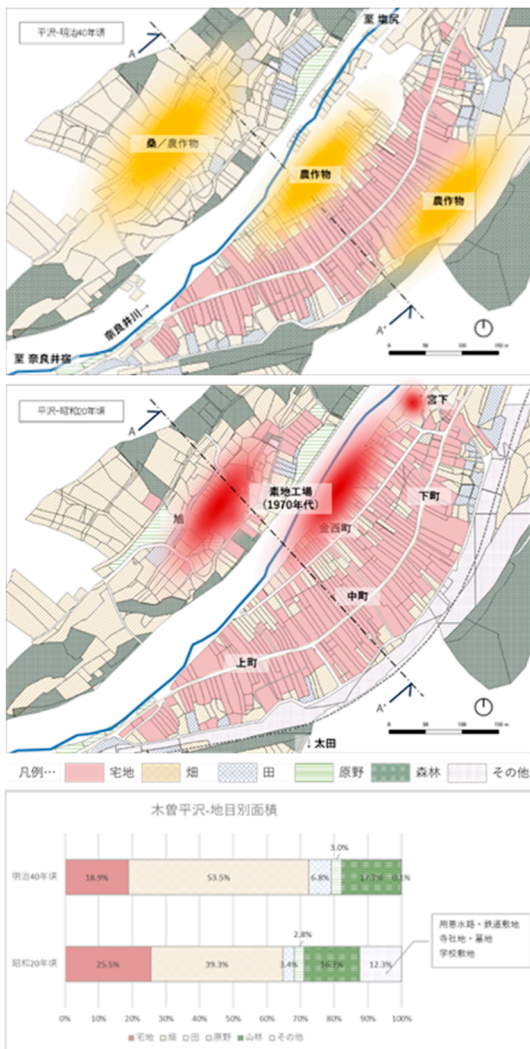 平沢-明治40年頃
至 塩尻
A
桑／農作物
農作物
農作物
奈良井川→
至 奈良井宿
A'
0 50 100 150 m
平沢-昭和20年頃
A
宮下
下町
旭
素地工場
（1970年代）
金西町
中町
上町
A'
0 50 100 150 m
↓太田
凡例… 宅地 畑 田 原野 森林 その他
木曽平沢-地目別面積
3.0%
明治40年頃 18.9% 53.5% 6.8% 0.1%
2.8%
昭和20年頃 25.5% 39.3% 3.4% 16.7% 12.3%
用悪水路・鉄道敷地
寺社地・墓地
学校敷地
0% 10% 20% 30% 40% 50% 60% 70% 80% 90% 100%
宅地 畑 田 原野 山林 その他